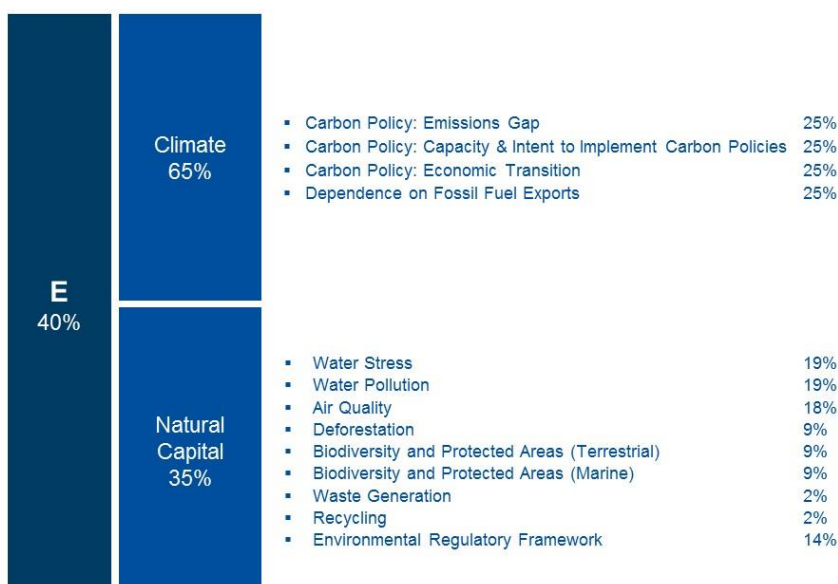 E
40%
Climate
65%
▪ Carbon Policy: Emissions Gap 25%
▪ Carbon Policy: Capacity & Intent to Implement Carbon Policies 25%
▪ Carbon Policy: Economic Transition 25%
▪ Dependence on Fossil Fuel Exports 25%
Natural
Capital
35%
▪ Water Stress 19%
▪ Water Pollution 19%
▪ Air Quality 18%
▪ Deforestation 9%
▪ Biodiversity and Protected Areas (Terrestrial) 9%
▪ Biodiversity and Protected Areas (Marine) 9%
▪ Waste Generation 2%
▪ Recycling 2%
▪ Environmental Regulatory Framework 14%